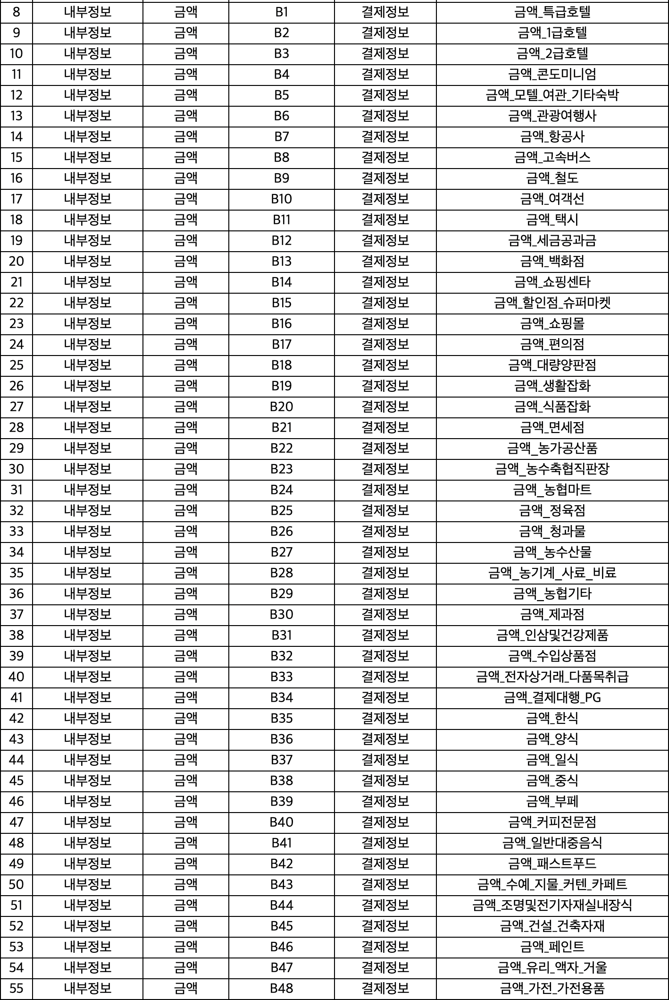 8 내부정보 금액 B1 결제정보 금액_특급호텔
9 내부정보 금액 B2 결제정보 금액_1급호텔
10 내부정보 금액 B3 결제정보 금액_2급호텔
11 내부정보 금액 B4 결제정보 금액_콘도미니엄
12 내부정보 금액 B5 결제정보 금액_모텔_여관_기타숙박
13 내부정보 금액 B6 결제정보 금액_관광여행사
14 내부정보 금액 B7 결제정보 금액_항공사
15 내부정보 금액 B8 결제정보 금액_고속버스
16 내부정보 금액 B9 결제정보 금액_철도
17 내부정보 금액 B10 결제정보 금액_여객선
18 내부정보 금액 B11 결제정보 금액_택시
19 내부정보 금액 B12 결제정보 금액_세금공과금
20 내부정보 금액 B13 결제정보 금액_백화점
21 내부정보 금액 B14 결제정보 금액_쇼핑센타
22 내부정보 금액 B15 결제정보 금액_할인점_슈퍼마켓
23 내부정보 금액 B16 결제정보 금액_쇼핑몰
24 내부정보 금액 B17 결제정보 금액_편의점
25 내부정보 금액 B18 결제정보 금액_대량양판점
26 내부정보 금액 B19 결제정보 금액_생활잡화
27 내부정보 금액 B20 결제정보 금액_식품잡화
28 내부정보 금액 B21 결제정보 금액_면세점
29 내부정보 금액 B22 결제정보 금액_농가공산품
30 내부정보 금액 B23 결제정보 금액_농수축협직판장
31 내부정보 금액 B24 결제정보 금액_농협마트
32 내부정보 금액 B25 결제정보 금액_정육점
33 내부정보 금액 B26 결제정보 금액_청과물
34 내부정보 금액 B27 결제정보 금액_농수산물
35 내부정보 금액 B28 결제정보 금액_농기계_사료_비료
36 내부정보 금액 B29 결제정보 금액_농협기타
37 내부정보 금액 B30 결제정보 금액_제과점
38 내부정보 금액 B31 결제정보 금액_인삼및건강제품
39 내부정보 금액 B32 결제정보 금액_수입상품점
40 내부정보 금액 B33 결제정보 금액_전자상거래_다품목취급
41 내부정보 금액 B34 결제정보 금액_결제대행_PG
42 내부정보 금액 B35 결제정보 금액_한식
43 내부정보 금액 B36 결제정보 금액_양식
44 내부정보 금액 B37 결제정보 금액_일식
45 내부정보 금액 B38 결제정보 금액_중식
46 내부정보 금액 B39 결제정보 금액_부페
47 내부정보 금액 B40 결제정보 금액_커피전문점
48 내부정보 금액 B41 결제정보 금액_일반대중음식
49 내부정보 금액 B42 결제정보 금액_패스트푸드
50 내부정보 금액 B43 결제정보 금액_수예_지물_커텐_카페트
51 내부정보 금액 B44 결제정보 금액_조명및전기자재실내장식
52 내부정보 금액 B45 결제정보 금액_건설_건축자재
53 내부정보 금액 B46 결제정보 금액_페인트
54 내부정보 금액 B47 결제정보 금액_유리_액자_거울
55 내부정보 금액 B48 결제정보 금액_가전_가전용품